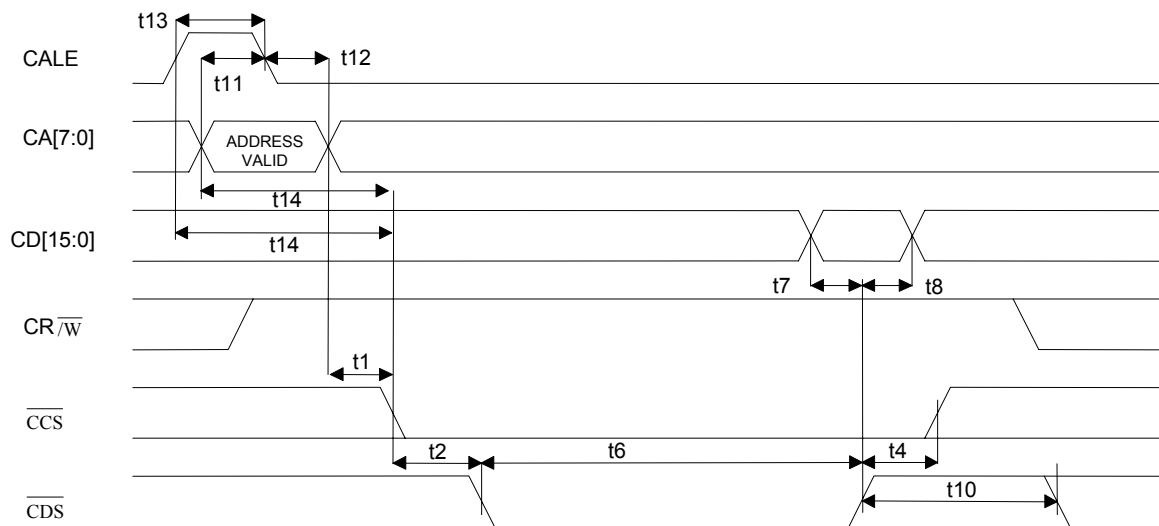 t13
CALE
t12
t11
CA[7:0]
ADDRESS
VALID
t14
CD[15:0]
t14
t7
t8
CR/W
t1
CCS
t2
t6
t4
t10
CDS